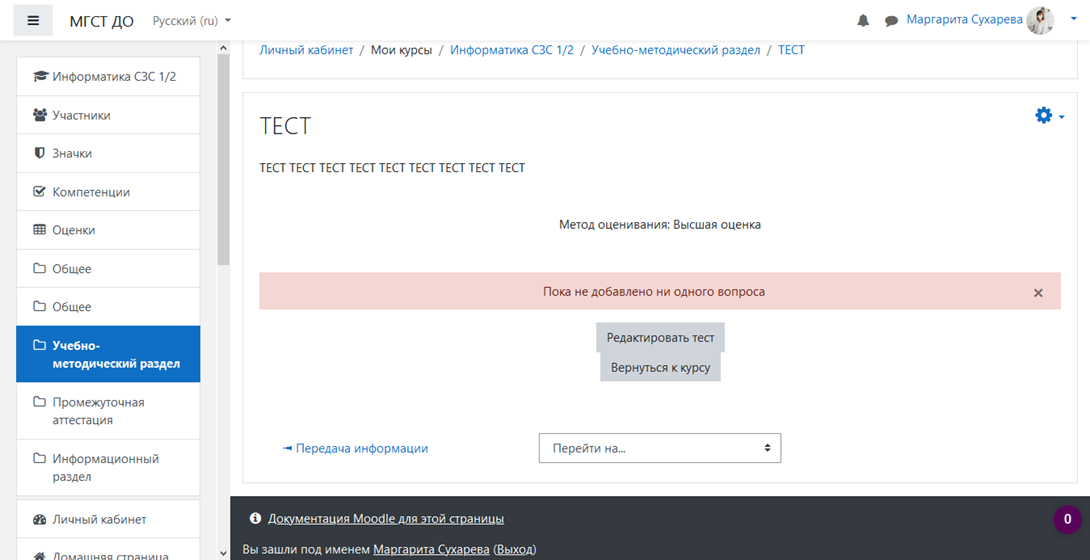 МГСТ ДО
Русский (ru)
Маргарита Сухарева
Информатика СЗС 1/2
Участники
Значки
Компетенции
Оценки
Общее
Общее
Учебно-
методический раздел
Промежуточная
аттестация
Информационный
раздел
Личный кабинет
Домашняя страница
Личный кабинет / Мои курсы / Информатика СЗС 1/2 / Учебно-методический раздел / ТЕСТ
ТЕСТ
ТЕСТ ТЕСТ ТЕСТ ТЕСТ ТЕСТ ТЕСТ ТЕСТ ТЕСТ ТЕСТ
Метод оценивания: Высшая оценка
Пока не добавлено ни одного вопроса
×
Редактировать тест
Вернуться к курсу
Передача информации
Перейти на...
Документация Moodle для этой страницы
0
Вы зашли под именем Маргарита Сухарева (Выход)